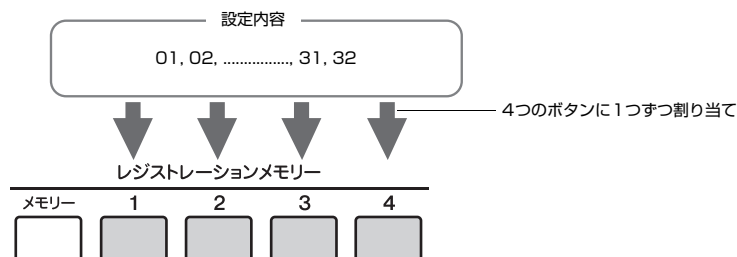 設定内容
01, 02, ................, 31, 32
4つのボタンに1つずつ割り当て
レジストレーションメモリー
メモリー 1 2 3 4